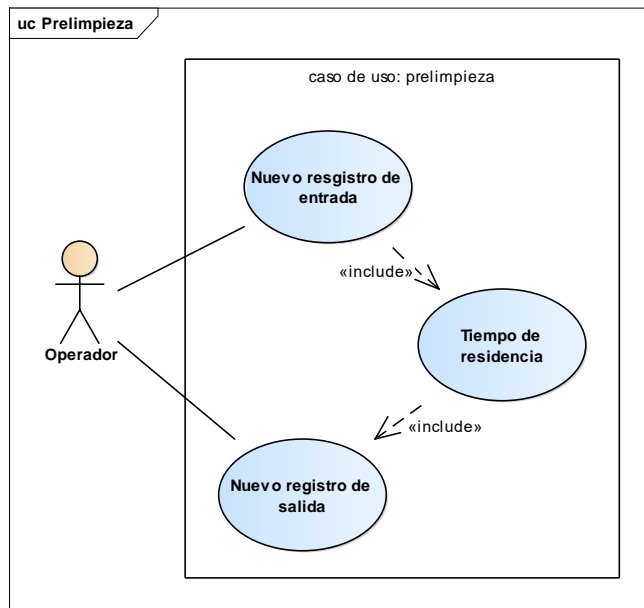 uc Prelimpieza
caso de uso: prelimpieza
Nuevo resgistro de
entrada
«include»
Operador
Tiempo de
residencia
«include»
Nuevo registro de
salida